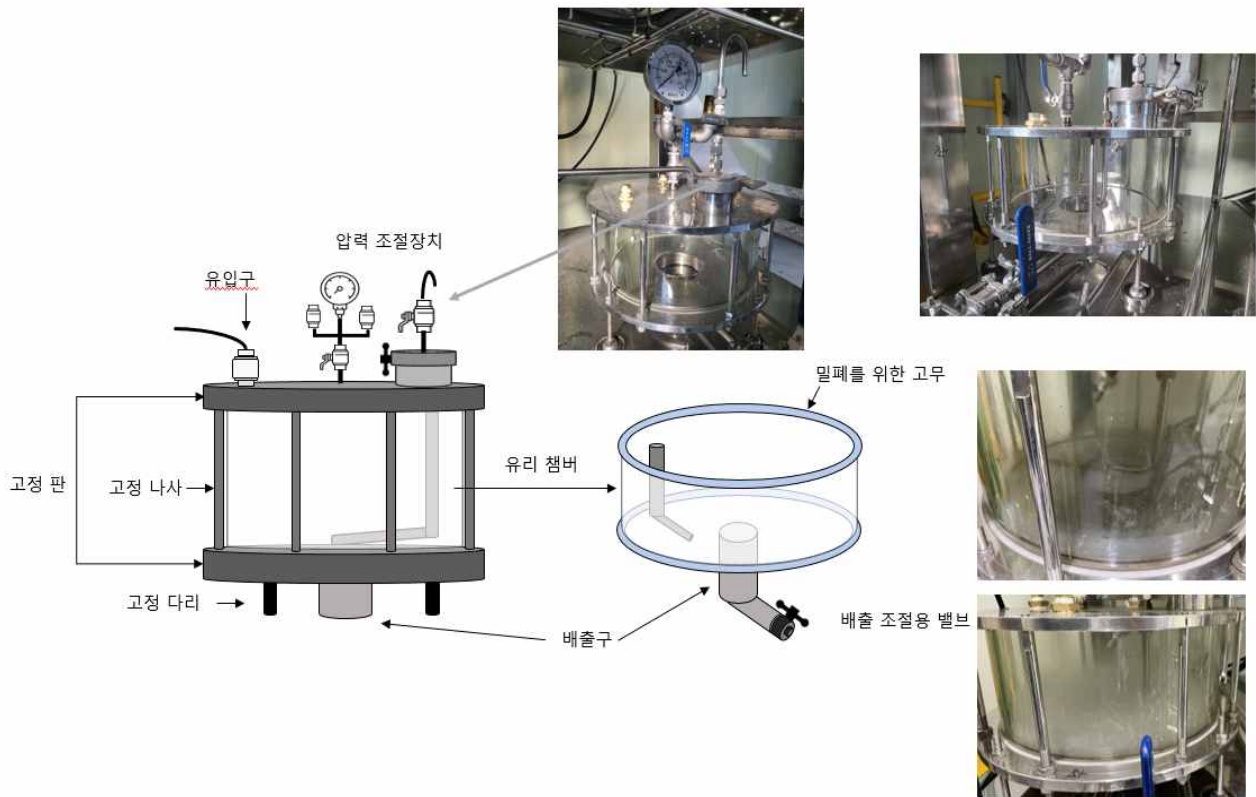 압력 조절장치
유입구
밀폐를 위한 고무
유리 챔버
고정 판
고정 나사
고정 다리
배출구
배출 조절용 밸브